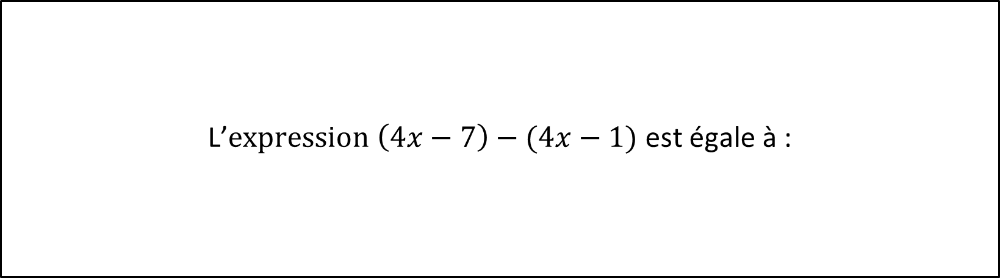 L’expression (4x − 7) − (4x − 1) est égale à :